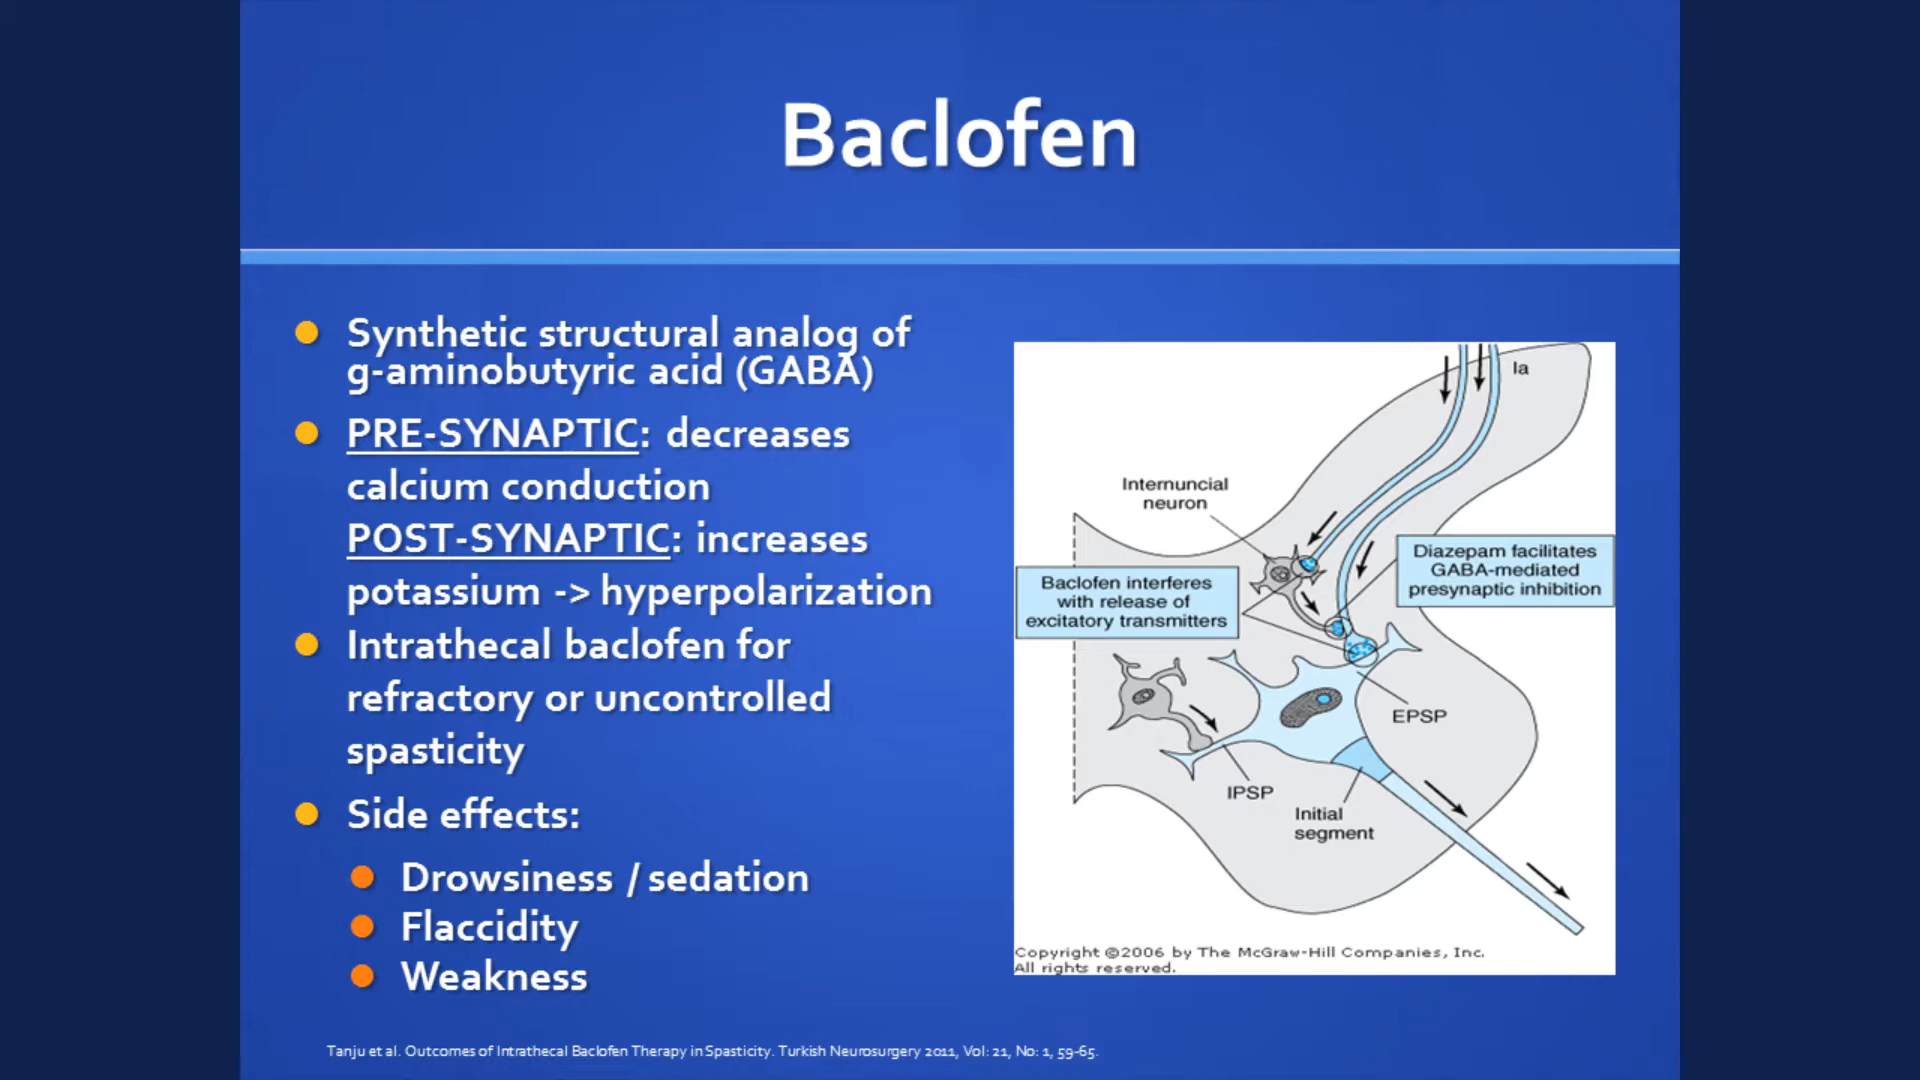 Baclofen
Synthetic structural analog of
g-aminobutyric acid (GABA)
PRE-SYNAPTIC: decreases
calcium conduction
POST-SYNAPTIC: increases
potassium -> hyperpolarization
Intrathecal baclofen for
refractory or uncontrolled
spasticity
Side effects:
Drowsiness / sedation
Flaccidity
Weakness
Ia
Internuncial
neuron
Baclofen interferes
with release of
excitatory transmitters
Diazepam facilitates
GABA-mediated
presynaptic inhibition
EPSP
IPSP
Initial
segment
Copyright ©2006 by The McGraw-Hill Companies, Inc.
All rights reserved.
Tanju et al. Outcomes of Intrathecal Baclofen Therapy in Spasticity. Turkish Neurosurgery 2011, Vol: 21, No: 1, 59-65.